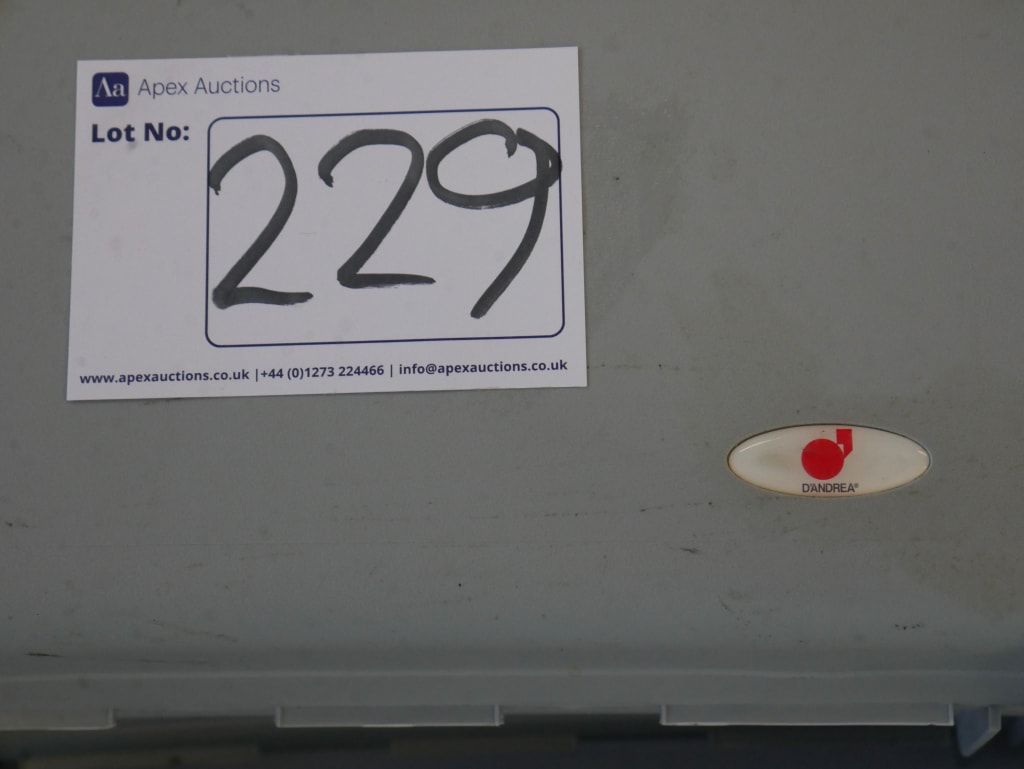 Aa Apex Auctions
Lot No:
229
www.apexauctions.co.uk |+44 (0)1273 224466 | info@apexauctions.co.uk
D'ANDREA®